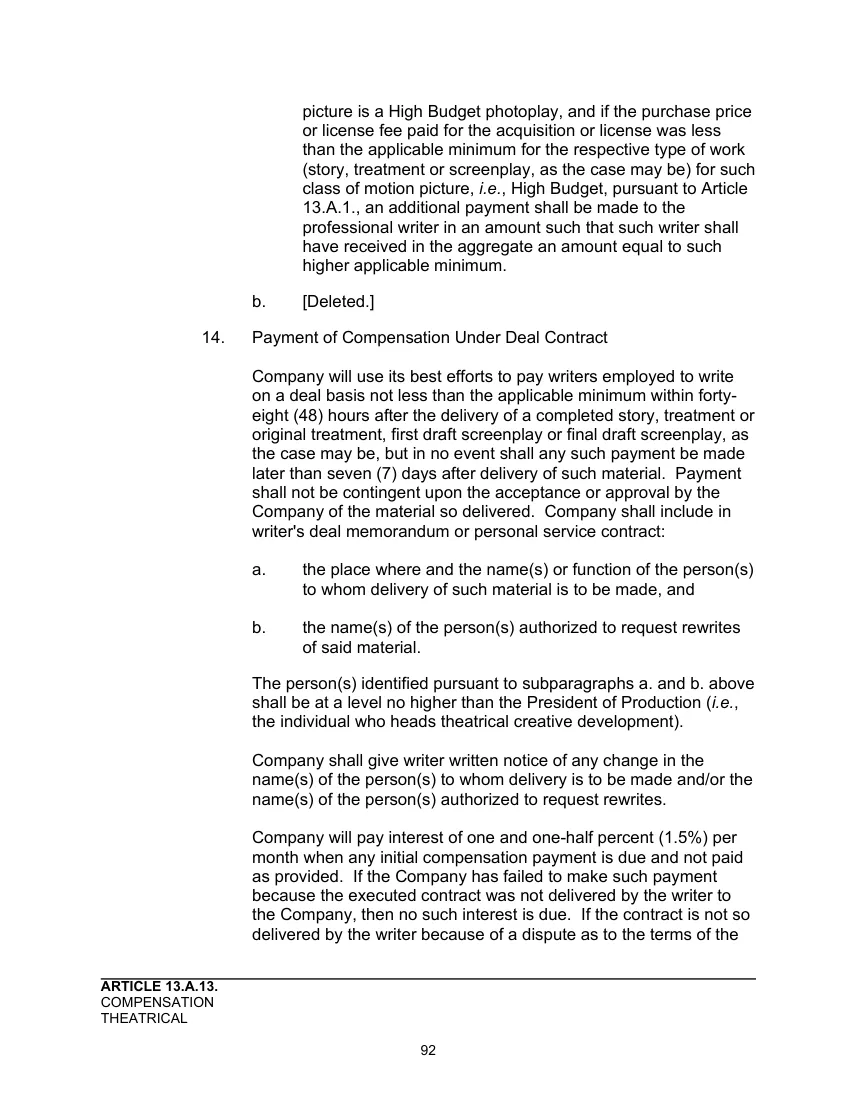 picture is a High Budget photoplay, and if the purchase price
or license fee paid for the acquisition or license was less
than the applicable minimum for the respective type of work
(story, treatment or screenplay, as the case may be) for such
class of motion picture, i.e., High Budget, pursuant to Article
13.A.1., an additional payment shall be made to the
professional writer in an amount such that such writer shall
have received in the aggregate an amount equal to such
higher applicable minimum.
b. [Deleted.]
14. Payment of Compensation Under Deal Contract
Company will use its best efforts to pay writers employed to write
on a deal basis not less than the applicable minimum within forty-
eight (48) hours after the delivery of a completed story, treatment or
original treatment, first draft screenplay or final draft screenplay, as
the case may be, but in no event shall any such payment be made
later than seven (7) days after delivery of such material.  Payment
shall not be contingent upon the acceptance or approval by the
Company of the material so delivered.  Company shall include in
writer's deal memorandum or personal service contract:
a. the place where and the name(s) or function of the person(s)
to whom delivery of such material is to be made, and
b. the name(s) of the person(s) authorized to request rewrites
of said material.
The person(s) identified pursuant to subparagraphs a. and b. above
shall be at a level no higher than the President of Production (i.e.,
the individual who heads theatrical creative development).
Company shall give writer written notice of any change in the
name(s) of the person(s) to whom delivery is to be made and/or the
name(s) of the person(s) authorized to request rewrites.
Company will pay interest of one and one-half percent (1.5%) per
month when any initial compensation payment is due and not paid
as provided.  If the Company has failed to make such payment
because the executed contract was not delivered by the writer to
the Company, then no such interest is due.  If the contract is not so
delivered by the writer because of a dispute as to the terms of the
ARTICLE 13.A.13.
COMPENSATION
THEATRICAL
92